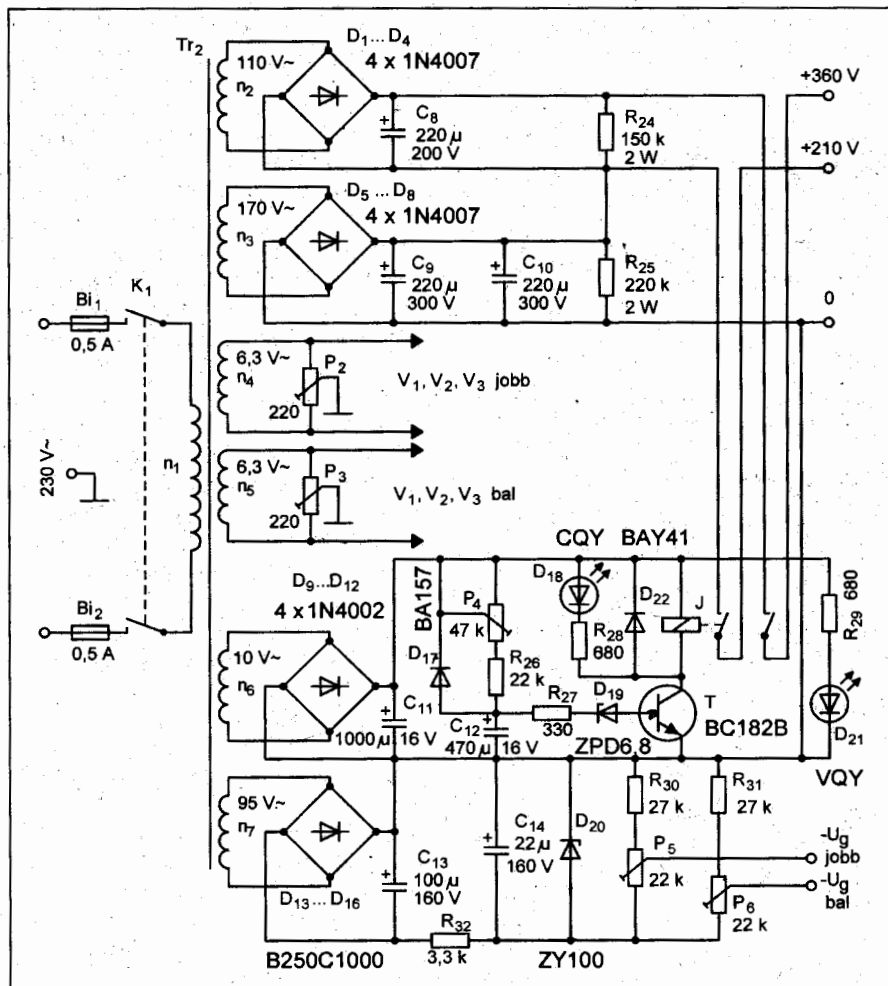 Tr₂
110 V~
n₂
D₁...D₄
4 x 1N4007
C₈
220 µ
200 V
R₂₄
150 k
2 W
+360 V
+210 V
170 V~
n₃
D₅ ... D₈
4 x 1N4007
C₉
220 µ
300 V
C₁₀
220 µ
300 V
R₂₅
220 k
2 W
0
Bi₁
0,5 A
K₁
230 V~
n₁
6,3 V~
n₄
P₂
220
V₁, V₂, V₃ jobb
6,3 V~
n₅
P₃
220
V₁, V₂, V₃ bal
Bi₂
0,5 A
D₉...D₁₂
4 x 1N4002
10 V~
n₆
C₁₁
1000 µ 16 V
BA157
D₁₇
P₄
47 k
R₂₆
22 k
C₁₂
470 µ 16 V
CQY
D₁₈
R₂₈
680
BAY41
D₂₂
J
R₂₇
330
D₁₉
ZPD6,8
T
BC182B
R₂₉ 680
D₂₁
VQY
95 V~
n₇
D₁₃ ... D₁₆
B250C1000
C₁₃
100 µ
160 V
R₃₂
3,3 k
C₁₄
22 µ
160 V
D₂₀
ZY100
R₃₀
27 k
P₅
22 k
R₃₁
27 k
P₆
22 k
-Ug
jobb
-Ug
bal